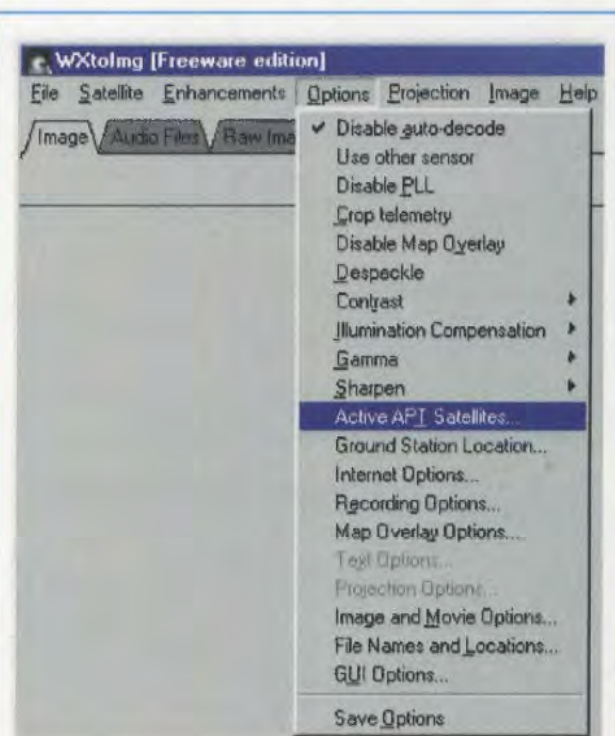 WXtoImg [Freeware edition]
File Satellite Enhancements Options Projection Image Help
Image Audio Files Raw Ima
Disable auto-decode
Use other sensor
Disable PLL
Crop telemetry
Disable Map Overlay
Despeckle
Contrast
Illumination Compensation
Gamma
Sharpen
Active APT Satellites...
Ground Station Location...
Internet Options...
Recording Options...
Map Overlay Options...
Text Options...
Projection Options...
Image and Movie Options...
File Names and Locations...
GUI Options...
Save Options